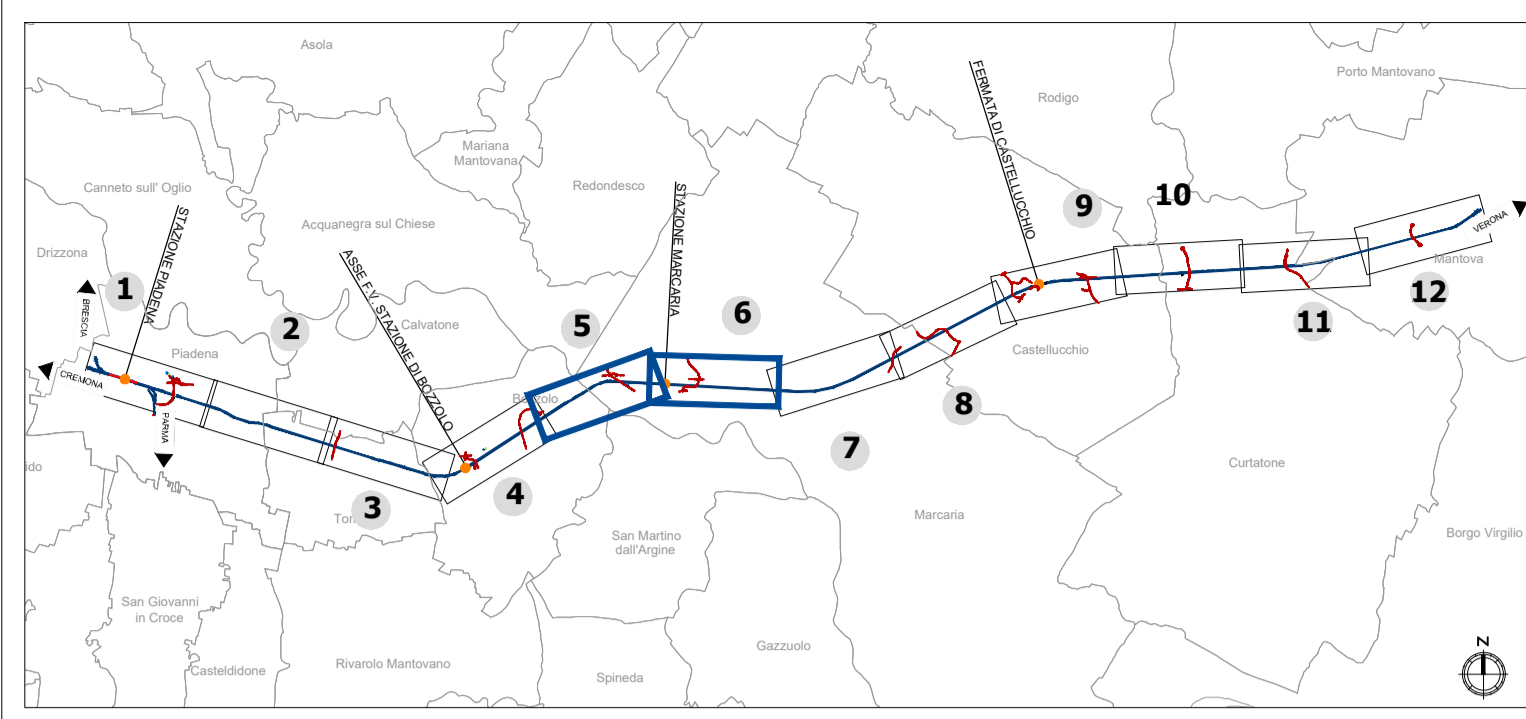 Asola
Porto Mantovano
Rodigo
FERMATA DI CASTELLUCCHIO
Mariana
Mantovana
Redondesco
Canneto sull' Oglio
Acquanegra sul Chiese
STAZIONE PIADENA
STAZIONE MARCARIA
9
10
Drizzona
ASSE F.V. STAZIONE DI BOZZOLO
VERONA
Mantova
1
BRESCIA
2
Calvatone
5
6
11
12
Piadena
Castellucchio
CREMONA
PARMA
Bozzolo
8
7
ido
Curtatone
4
3
Tor
Marcaria
San Martino
dall'Argine
Borgo Virgilio
San Giovanni
in Croce
Gazzuolo
Casteldidone
Rivarolo Mantovano
Spineda
N